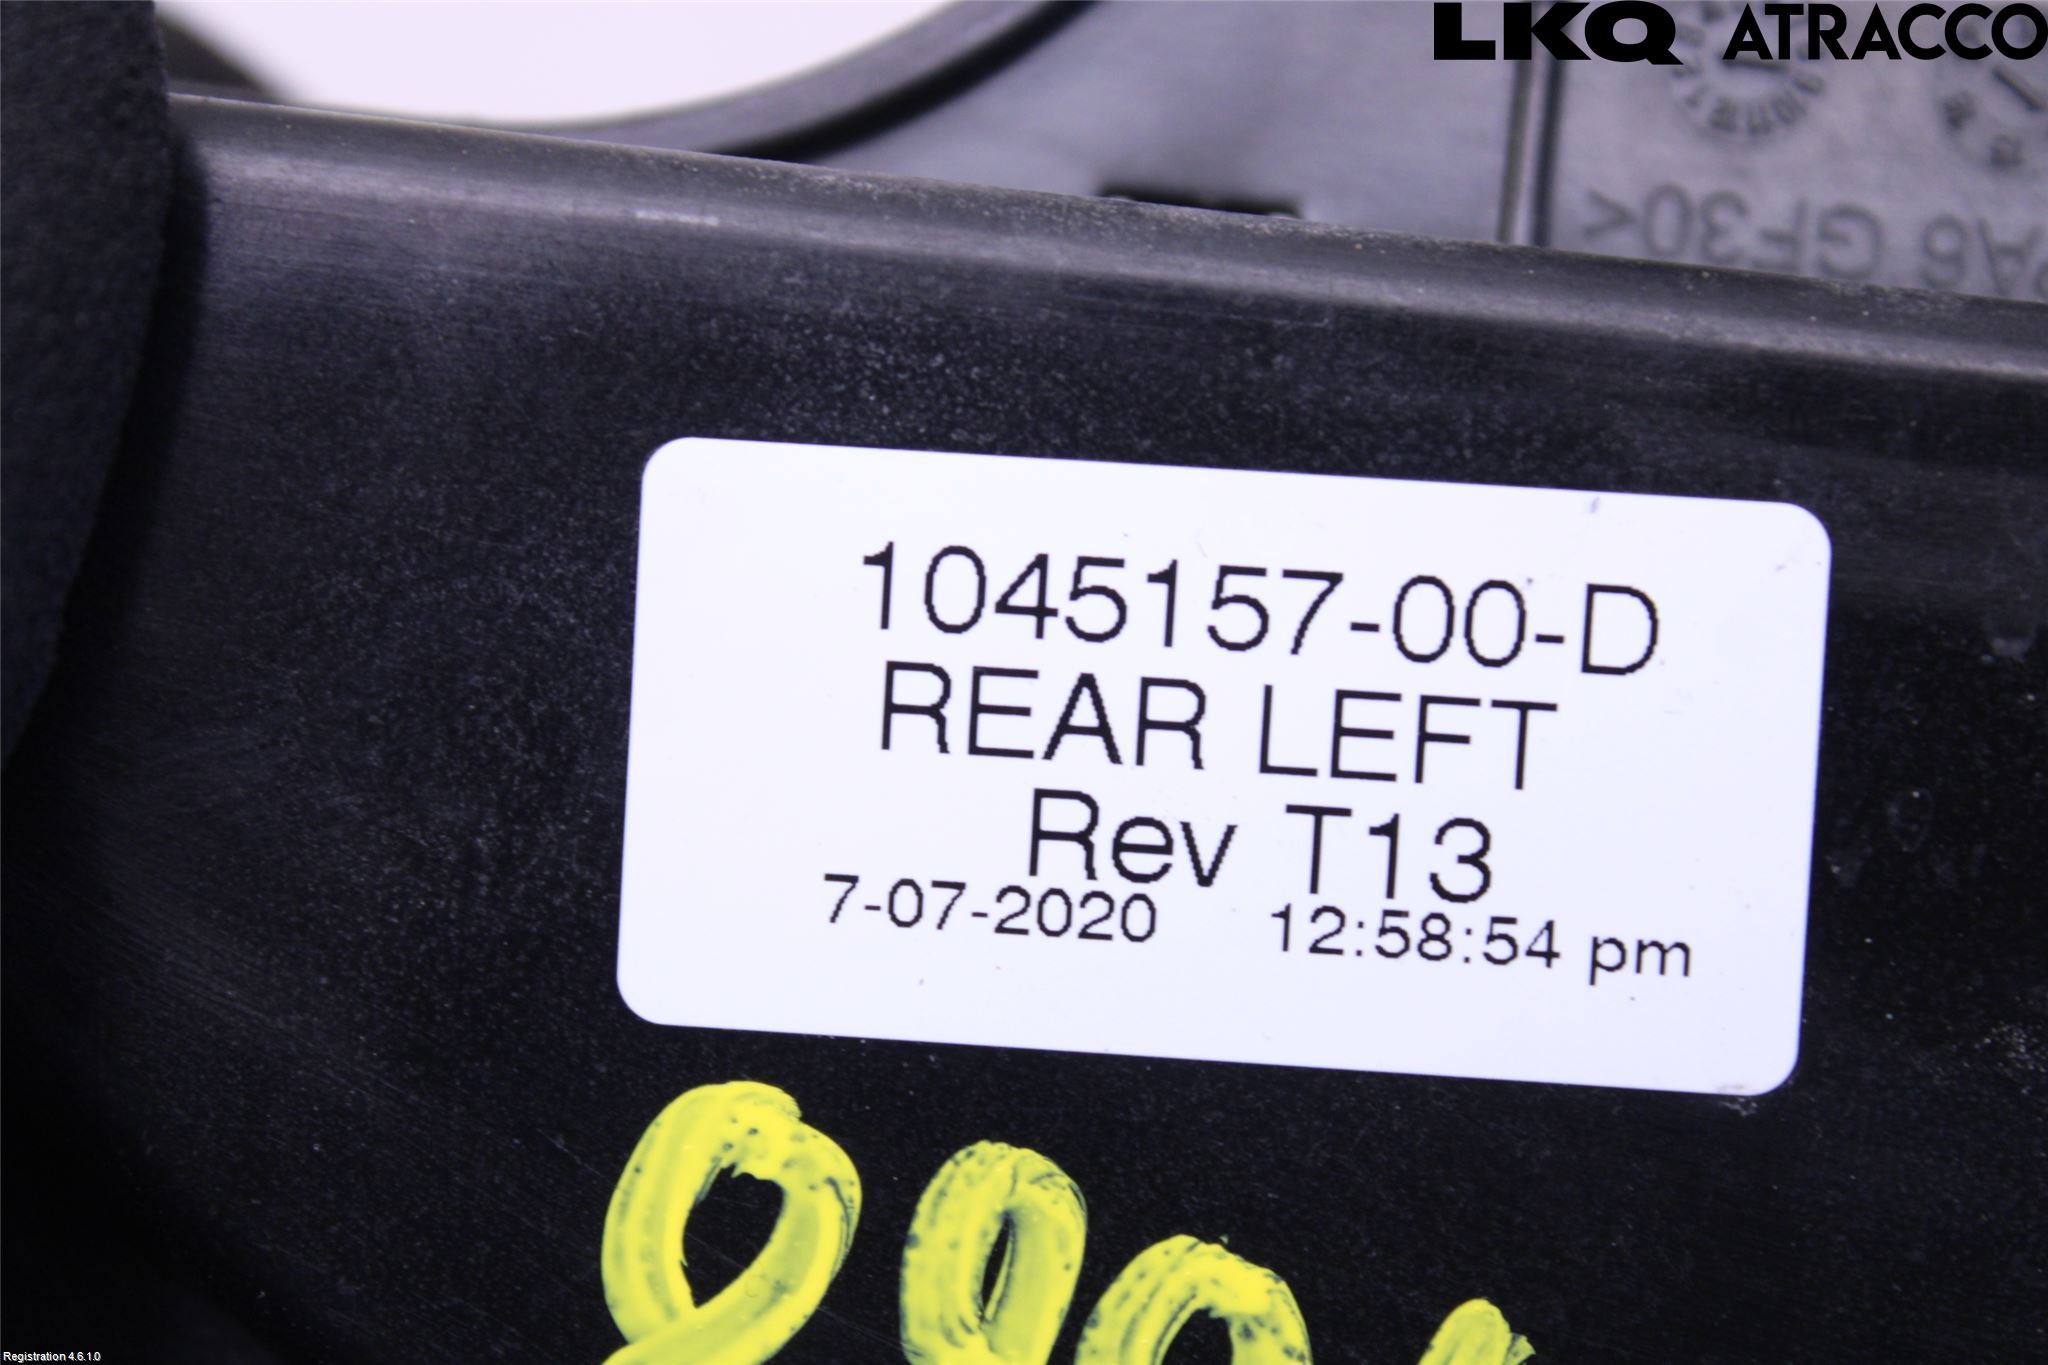 LKQ ATRACCO
PA6 GF30<
1045157-00-D
REAR LEFT
Rev T13
7-07-2020 12:58:54 pm
Registration 4.6.1.0